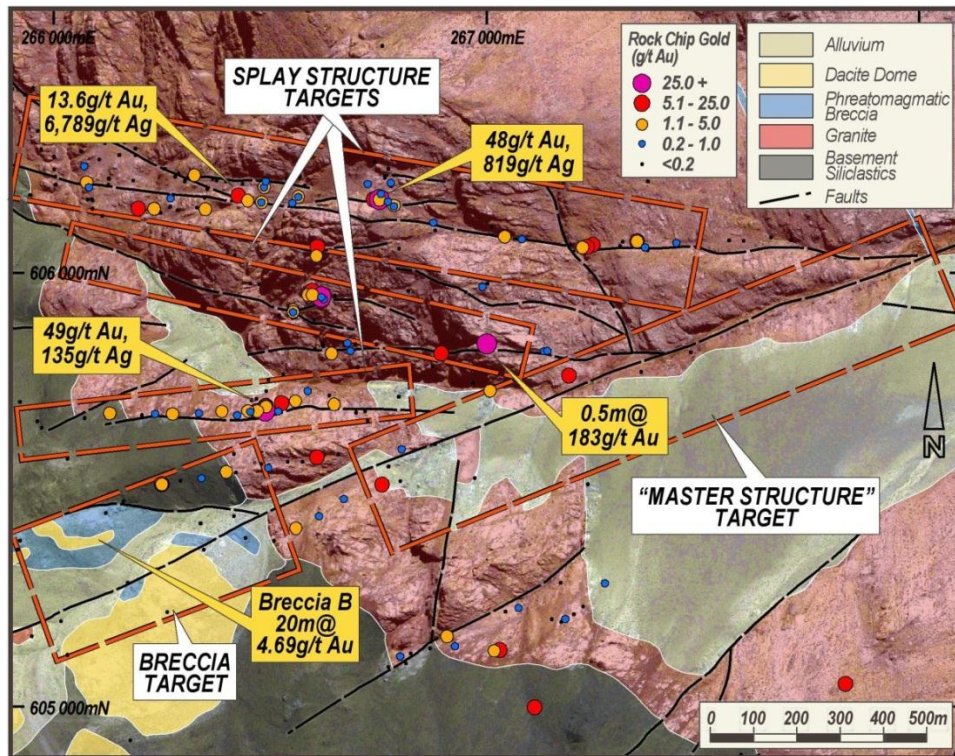 266 000mE
267 000mE
SPLAY STRUCTURE
TARGETS
13.6g/t Au,
6,789g/t Ag
48g/t Au,
819g/t Ag
Rock Chip Gold
(g/t Au)
25.0 +
5.1 - 25.0
1.1 - 5.0
0.2 - 1.0
<0.2
Alluvium
Dacite Dome
Phreatomagmatic
Breccia
Granite
Basement
Siliclastics
Faults
606 000mN
49g/t Au,
135g/t Ag
0.5m@
183g/t Au
N
“MASTER STRUCTURE”
TARGET
Breccia B
20m@
4.69g/t Au
BRECCIA
TARGET
605 000mN
0 100 200 300 400 500m